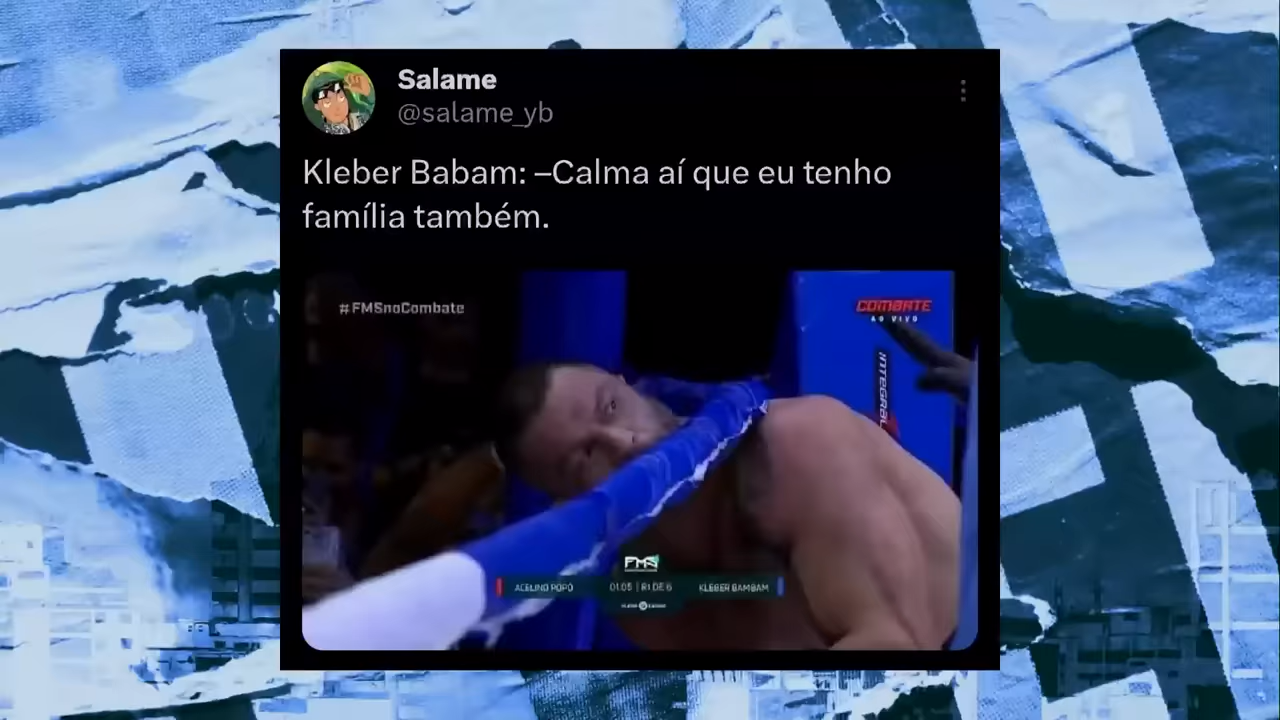 Salame
@salame_yb
Kleber Babam: –Calma aí que eu tenho
família também.
#FMSnoCombate
COMBATE
AO VIVO
INTEGRAL
FMS
ACELINO POPÓ 01:05 | R1 DE 6 KLEBER BAMBAM